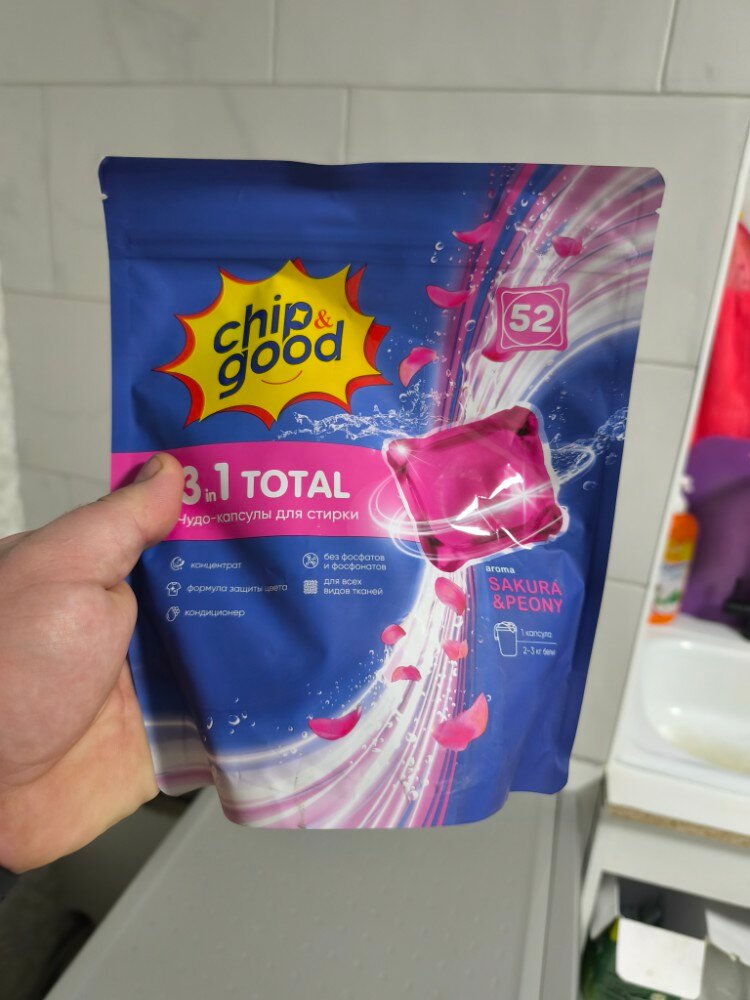 chip &
good
52
3 in 1 TOTAL
Чудо-капсулы для стирки
концентрат
формула защиты цвета
кондиционер
без фосфатов
и фосфонатов
для всех
видов тканей
aroma
SAKURA
&PEONY
1 капсула
2-3 кг белья